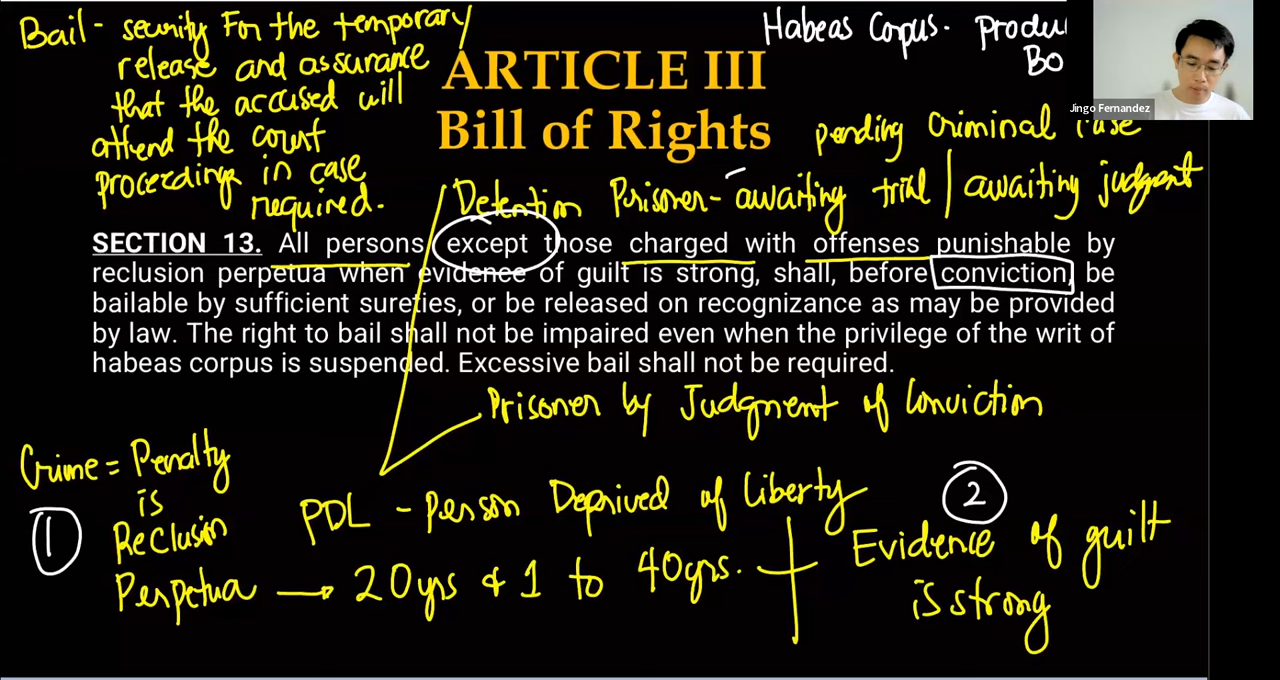 Bail - security For the temporary
release and assurance
that the accused will
attend the court
proceedings in case
required.
Habeas Corpus.
Jingo Fernandez
ARTICLE III
Bill of Rights
pending Criminal Case
Detention Prisoner - awaiting trial | awaiting judgment
SECTION 13. All persons except those charged with offenses punishable by
reclusion perpetua when evidence of guilt is strong, shall, before conviction, be
bailable by sufficient sureties, or be released on recognizance as may be provided
by law. The right to bail shall not be impaired even when the privilege of the writ of
habeas corpus is suspended. Excessive bail shall not be required.
Prisoner by Judgment of Conviction
PDL - Person Deprived of Liberty
1
Crime = Penalty
is
Reclusion
Perpetua → 20yrs & 1 to 40yrs. +
2
Evidence of guilt
is strong